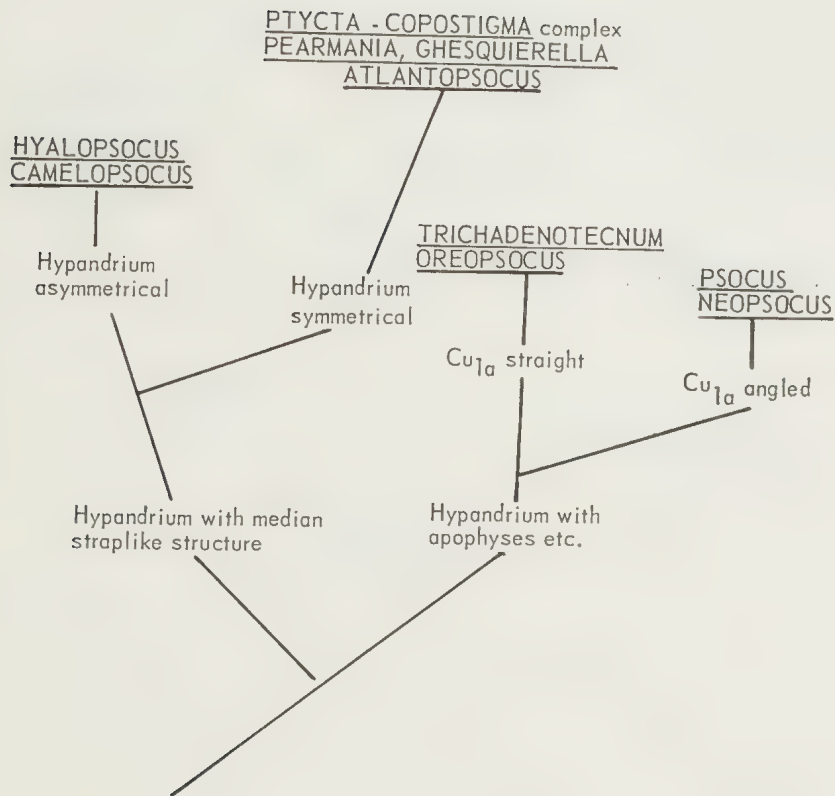 PTYCTA - COPOSTIGMA complex
PEARMANIA, GHESQUIERELLA
ATLANTOPSOCUS
HYALOPSOCUS
CAMELOPSOCUS
Hypandrium
asymmetrical
Hypandrium
symmetrical
TRICHADENOTECNUM
OREOPSOCUS
Cu1a straight
PSOCUS
NEOPSOCUS
Cu1a angled
Hypandrium with median
straplike structure
Hypandrium with
apophyses etc.